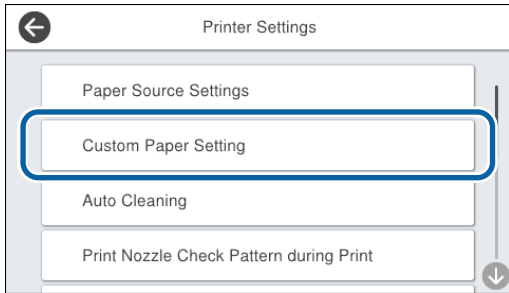 Printer Settings
Paper Source Settings
Custom Paper Setting
Auto Cleaning
Print Nozzle Check Pattern during Print